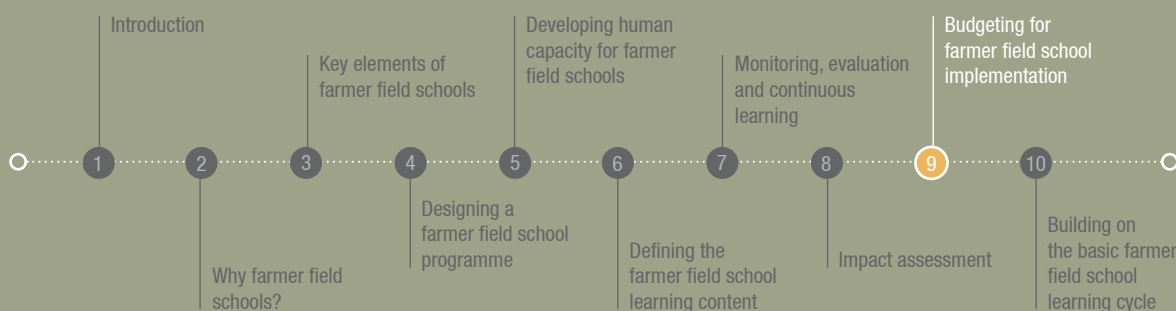 Introduction
Key elements of
farmer field schools
Developing human
capacity for farmer
field schools
Monitoring, evaluation
and continuous
learning
Budgeting for
farmer field school
implementation
1
2
3
4
5
6
7
8
9
10
Why farmer field
schools?
Designing a
farmer field school
programme
Defining the
farmer field school
learning content
Impact assessment
Building on
the basic farmer
field school
learning cycle